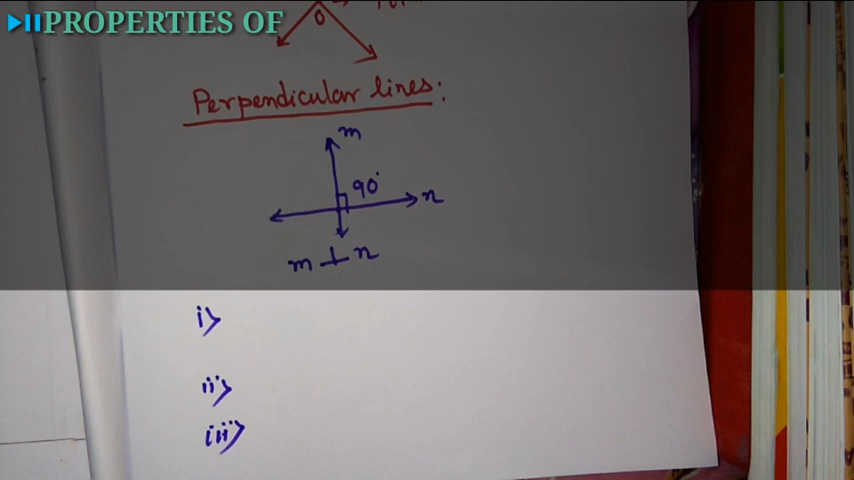 PROPERTIES OF
O
Perpendicular lines:
m
90°
n
m ⊥ n
i)
ii)
iii)